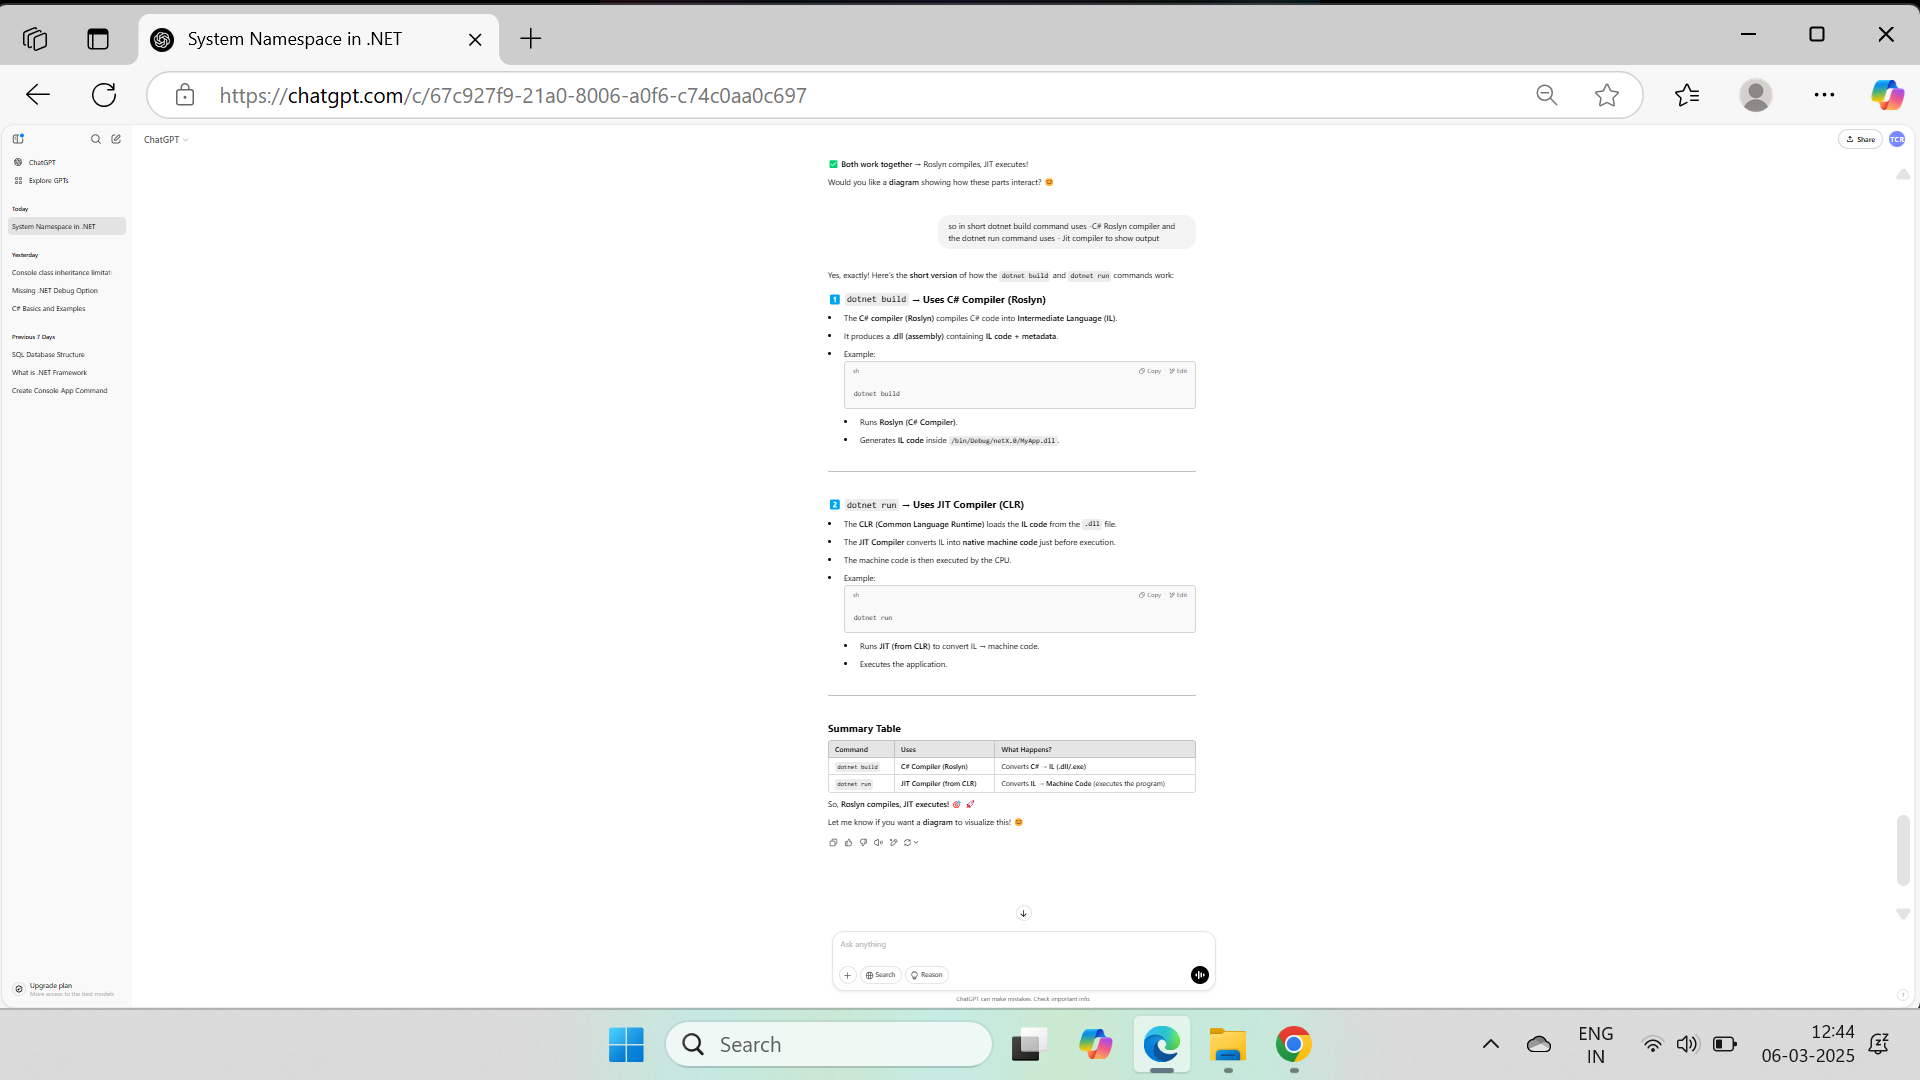 System Namespace in .NET
https://chatgpt.com/c/67c927f9-21a0-8006-a0f6-c74c0aa0c697
ChatGPT
Share
TCR
ChatGPT
Explore GPTs
Today
System Namespace in .NET
Yesterday
Console class inheritance limitat
Missing .NET Debug Option
C# Basics and Examples
Previous 7 Days
SQL Database Structure
What is .NET Framework
Create Console App Command
Upgrade plan
More access to the best models
✅ Both work together → Roslyn compiles, JIT executes!
Would you like a diagram showing how these parts interact? 😊
so in short dotnet build command uses -C# Roslyn compiler and
the dotnet run command uses - Jit compiler to show output
Yes, exactly! Here's the short version of how the dotnet build and dotnet run commands work:
1️⃣ dotnet build → Uses C# Compiler (Roslyn)
• The C# compiler (Roslyn) compiles C# code into Intermediate Language (IL).
• It produces a .dll (assembly) containing IL code + metadata.
• Example:
sh Copy Edit
dotnet build
• Runs Roslyn (C# Compiler).
• Generates IL code inside /bin/Debug/netX.0/MyApp.dll.
2️⃣ dotnet run → Uses JIT Compiler (CLR)
• The CLR (Common Language Runtime) loads the IL code from the .dll file.
• The JIT Compiler converts IL into native machine code just before execution.
• The machine code is then executed by the CPU.
• Example:
sh Copy Edit
dotnet run
• Runs JIT (from CLR) to convert IL → machine code.
• Executes the application.
Summary Table
Command Uses What Happens?
dotnet build C# Compiler (Roslyn) Converts C# → IL (.dll/.exe)
dotnet run JIT Compiler (from CLR) Converts IL → Machine Code (executes the program)
So, Roslyn compiles, JIT executes! 🎯 🚀
Let me know if you want a diagram to visualize this! 😊
Ask anything
Search Reason
ChatGPT can make mistakes. Check important info.
?
Search
ENG
IN
12:44
06-03-2025